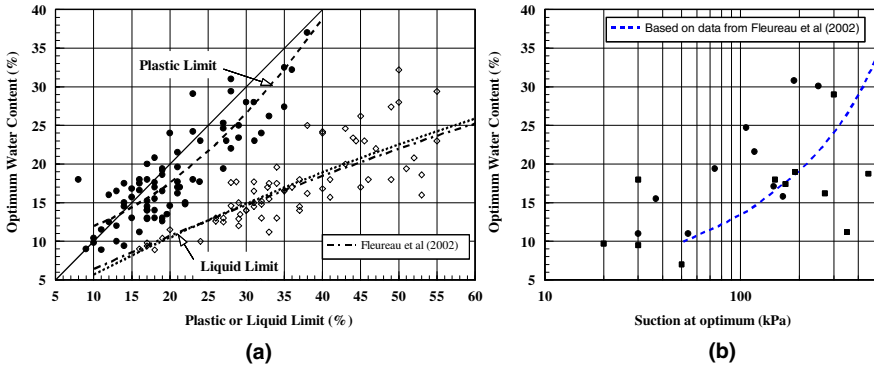 40
35
30
25
20
15
10
5
Optimum Water Content (%)
Plastic Limit
Liquid Limit
Fleureau et al (2002)
5 10 15 20 25 30 35 40 45 50 55 60
Plastic or Liquid Limit (%)
(a)
40
35
30
25
20
15
10
5
Optimum Water Content (%)
Based on data from Fleureau et al (2002)
10 100
Suction at optimum (kPa)
(b)